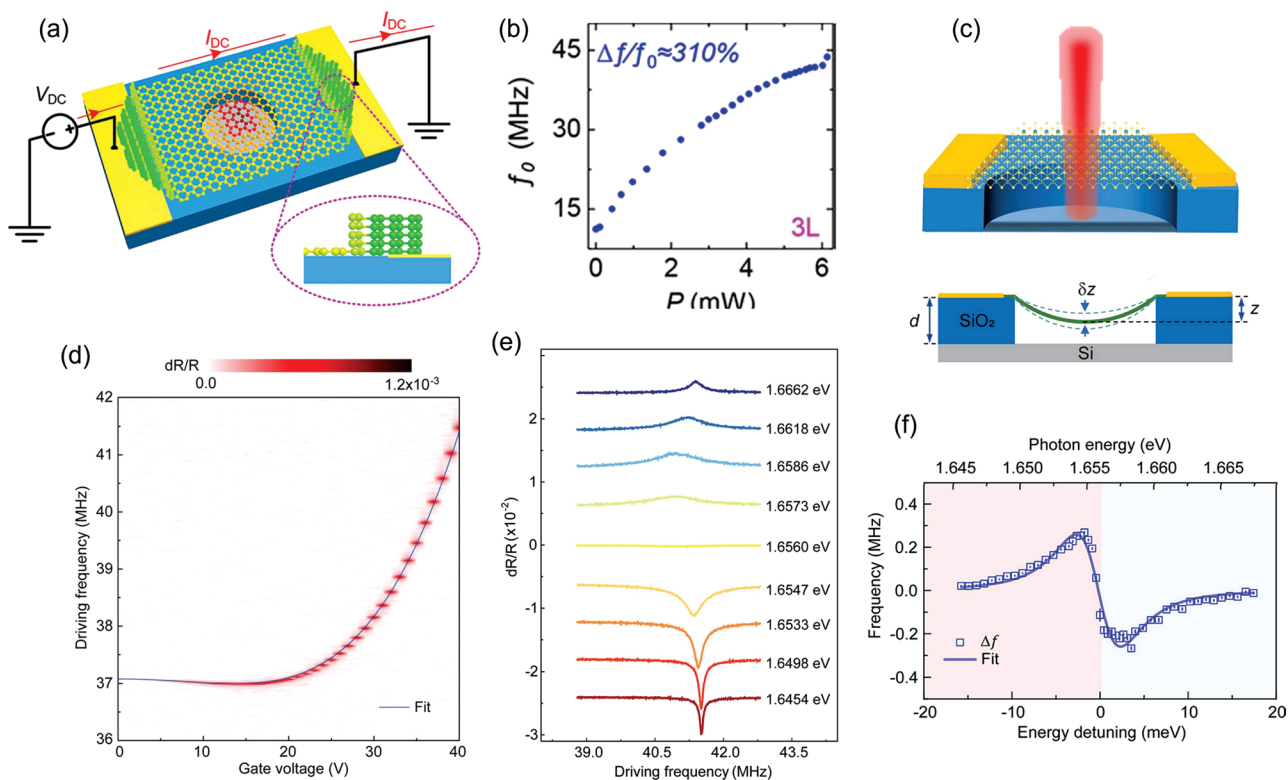 (a)
I_DC
I_DC
V_DC
(b)
Δf/f₀≈310%
45
30
15
f₀ (MHz)
3L
0 2 4 6
P (mW)
(c)
δz
d
SiO₂
z
Si
(d)
dR/R
0.0 1.2x10⁻³
42
41
40
39
38
37
36
Driving frequency (MHz)
Fit
0 10 20 30 40
Gate voltage (V)
(e)
dR/R (x10⁻²)
2
1
0
-1
-2
-3
1.6662 eV
1.6618 eV
1.6586 eV
1.6573 eV
1.6560 eV
1.6547 eV
1.6533 eV
1.6498 eV
1.6454 eV
39.0 40.5 42.0 43.5
Driving frequency (MHz)
(f)
Photon energy (eV)
1.645 1.650 1.655 1.660 1.665
0.4
0.2
0.0
-0.2
-0.4
Frequency (MHz)
Δf
Fit
-20 -10 0 10 20
Energy detuning (meV)